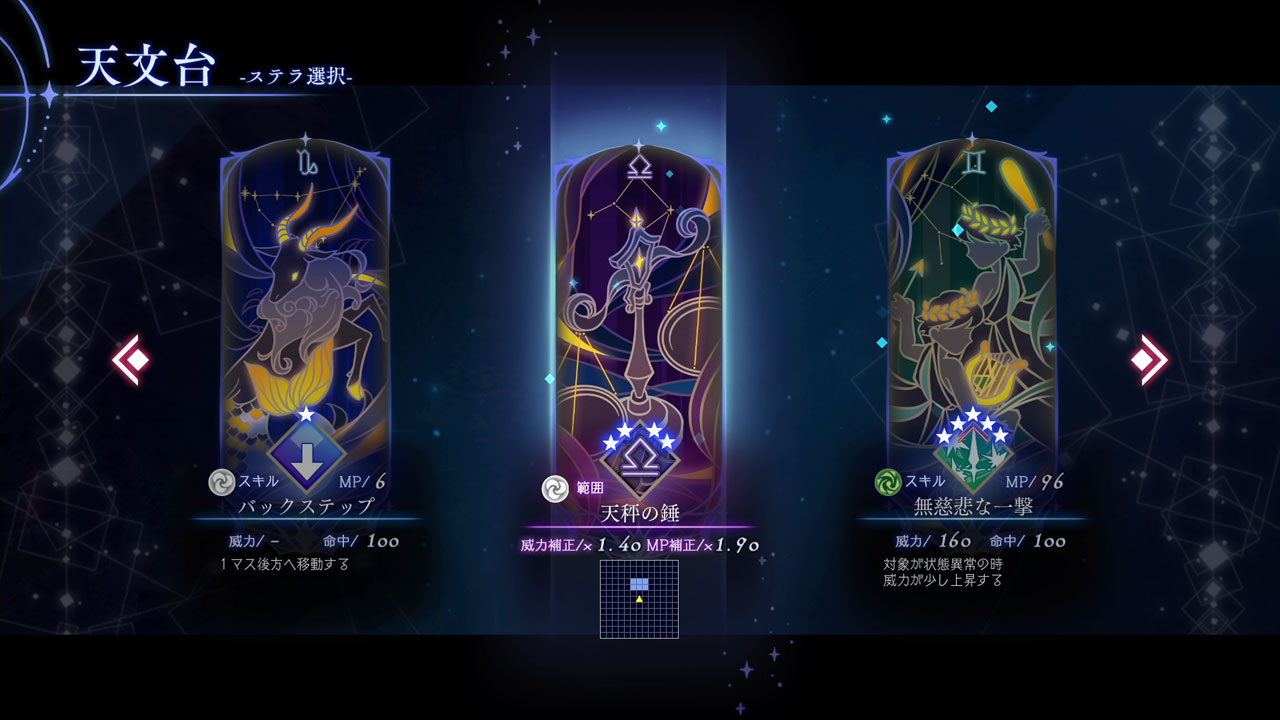 天文台 -ステラ選択-
スキル MP/ 6
バックステップ
威力/ - 命中/ 100
1マス後方へ移動する
範囲
天秤の錘
威力補正/× 1.40 MP補正/× 1.90
スキル MP/ 96
無慈悲な一撃
威力/ 160 命中/ 100
対象が状態異常の時
威力が少し上昇する